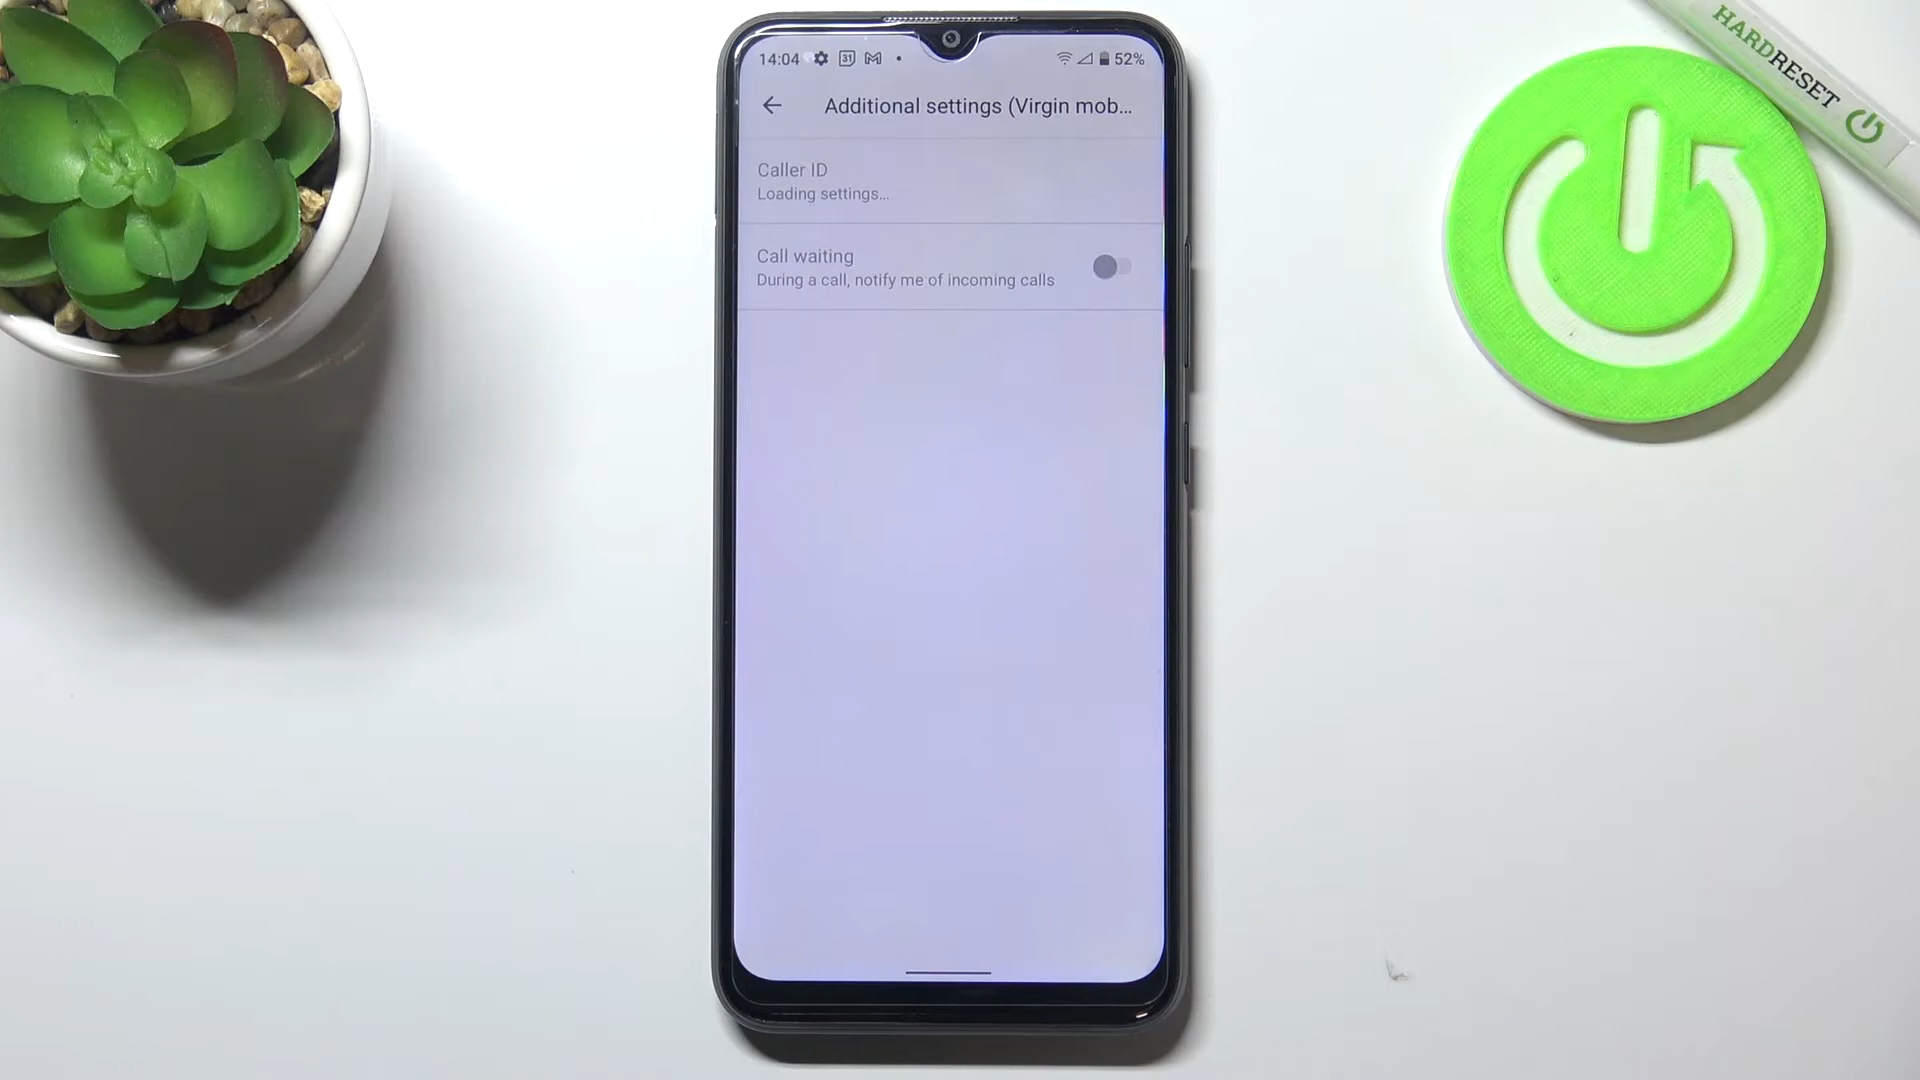 14:04 31 52%
Additional settings (Virgin mob...
Caller ID
Loading settings...
Call waiting
During a call, notify me of incoming calls
HARDRESET